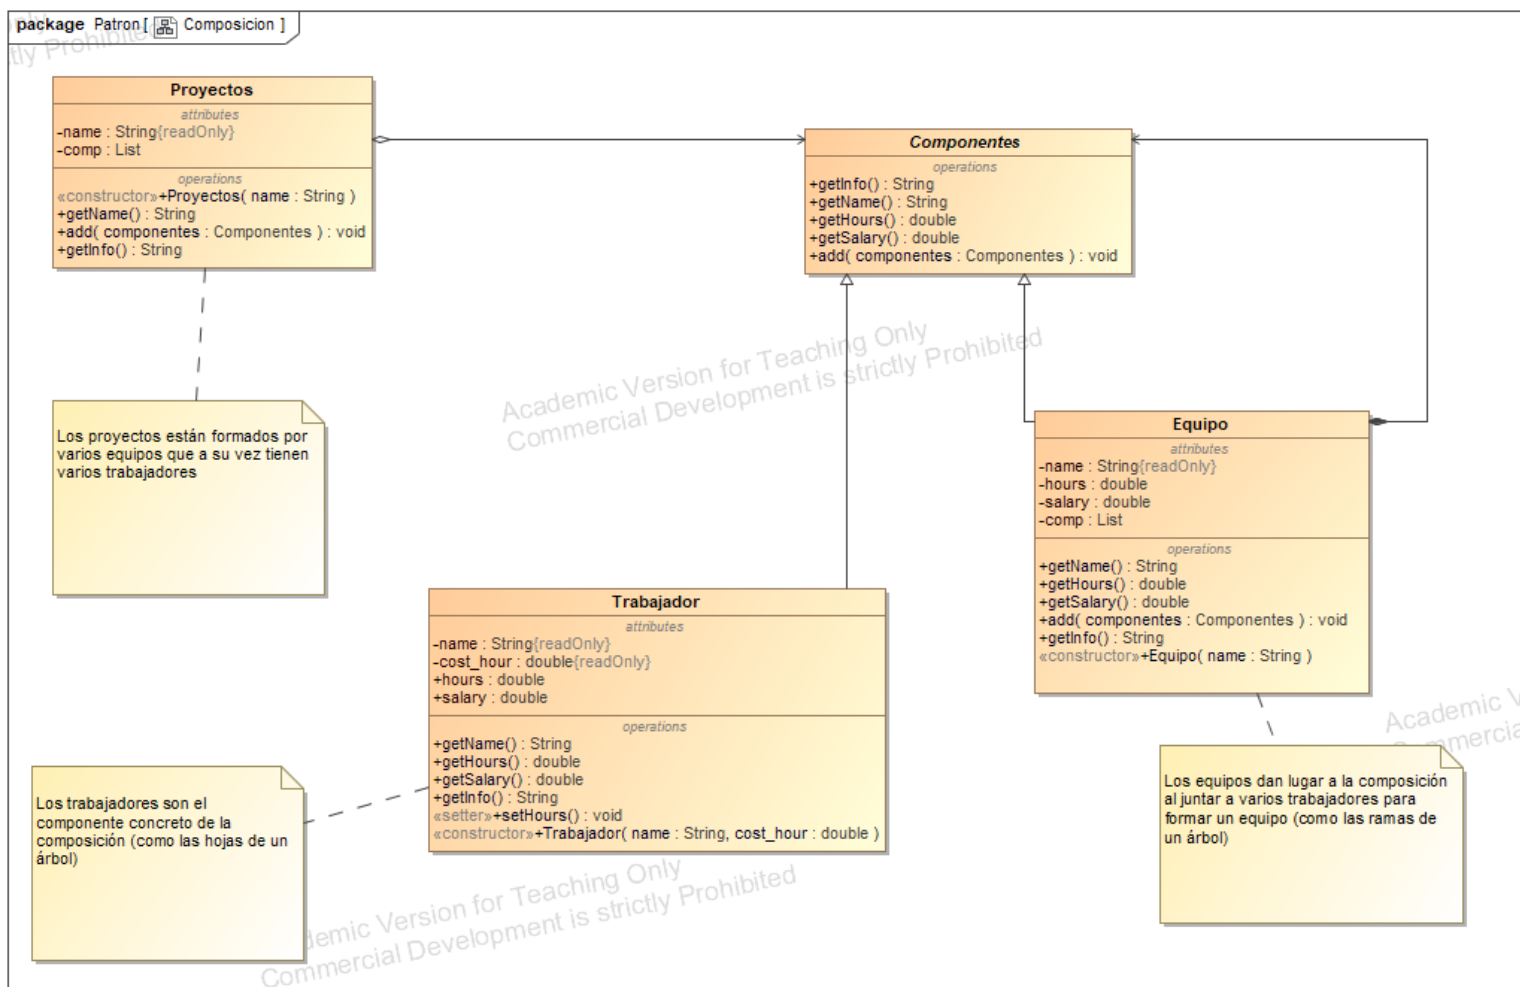 package Patron [ Composicion ]
Proyectos
attributes
-name : String{readOnly}
-comp : List
operations
«constructor»+Proyectos( name : String )
+getName() : String
+add( componentes : Componentes ) : void
+getInfo() : String
Componentes
operations
+getInfo() : String
+getName() : String
+getHours() : double
+getSalary() : double
+add( componentes : Componentes ) : void
Los proyectos están formados por
varios equipos que a su vez tienen
varios trabajadores
Academic Version for Teaching Only
Commercial Development is strictly Prohibited
Equipo
attributes
-name : String{readOnly}
-hours : double
-salary : double
-comp : List
operations
+getName() : String
+getHours() : double
+getSalary() : double
+add( componentes : Componentes ) : void
+getInfo() : String
«constructor»+Equipo( name : String )
Trabajador
attributes
-name : String{readOnly}
-cost_hour : double{readOnly}
+hours : double
+salary : double
operations
+getName() : String
+getHours() : double
+getSalary() : double
+getInfo() : String
«setter»+setHours() : void
«constructor»+Trabajador( name : String, cost_hour : double )
Los trabajadores son el
componente concreto de la
composición (como las hojas de un
árbol)
Los equipos dan lugar a la composición
al juntar a varios trabajadores para
formar un equipo (como las ramas de
un árbol)
Academic
Version for Teaching Only
Commercial Development is strictly Prohibited